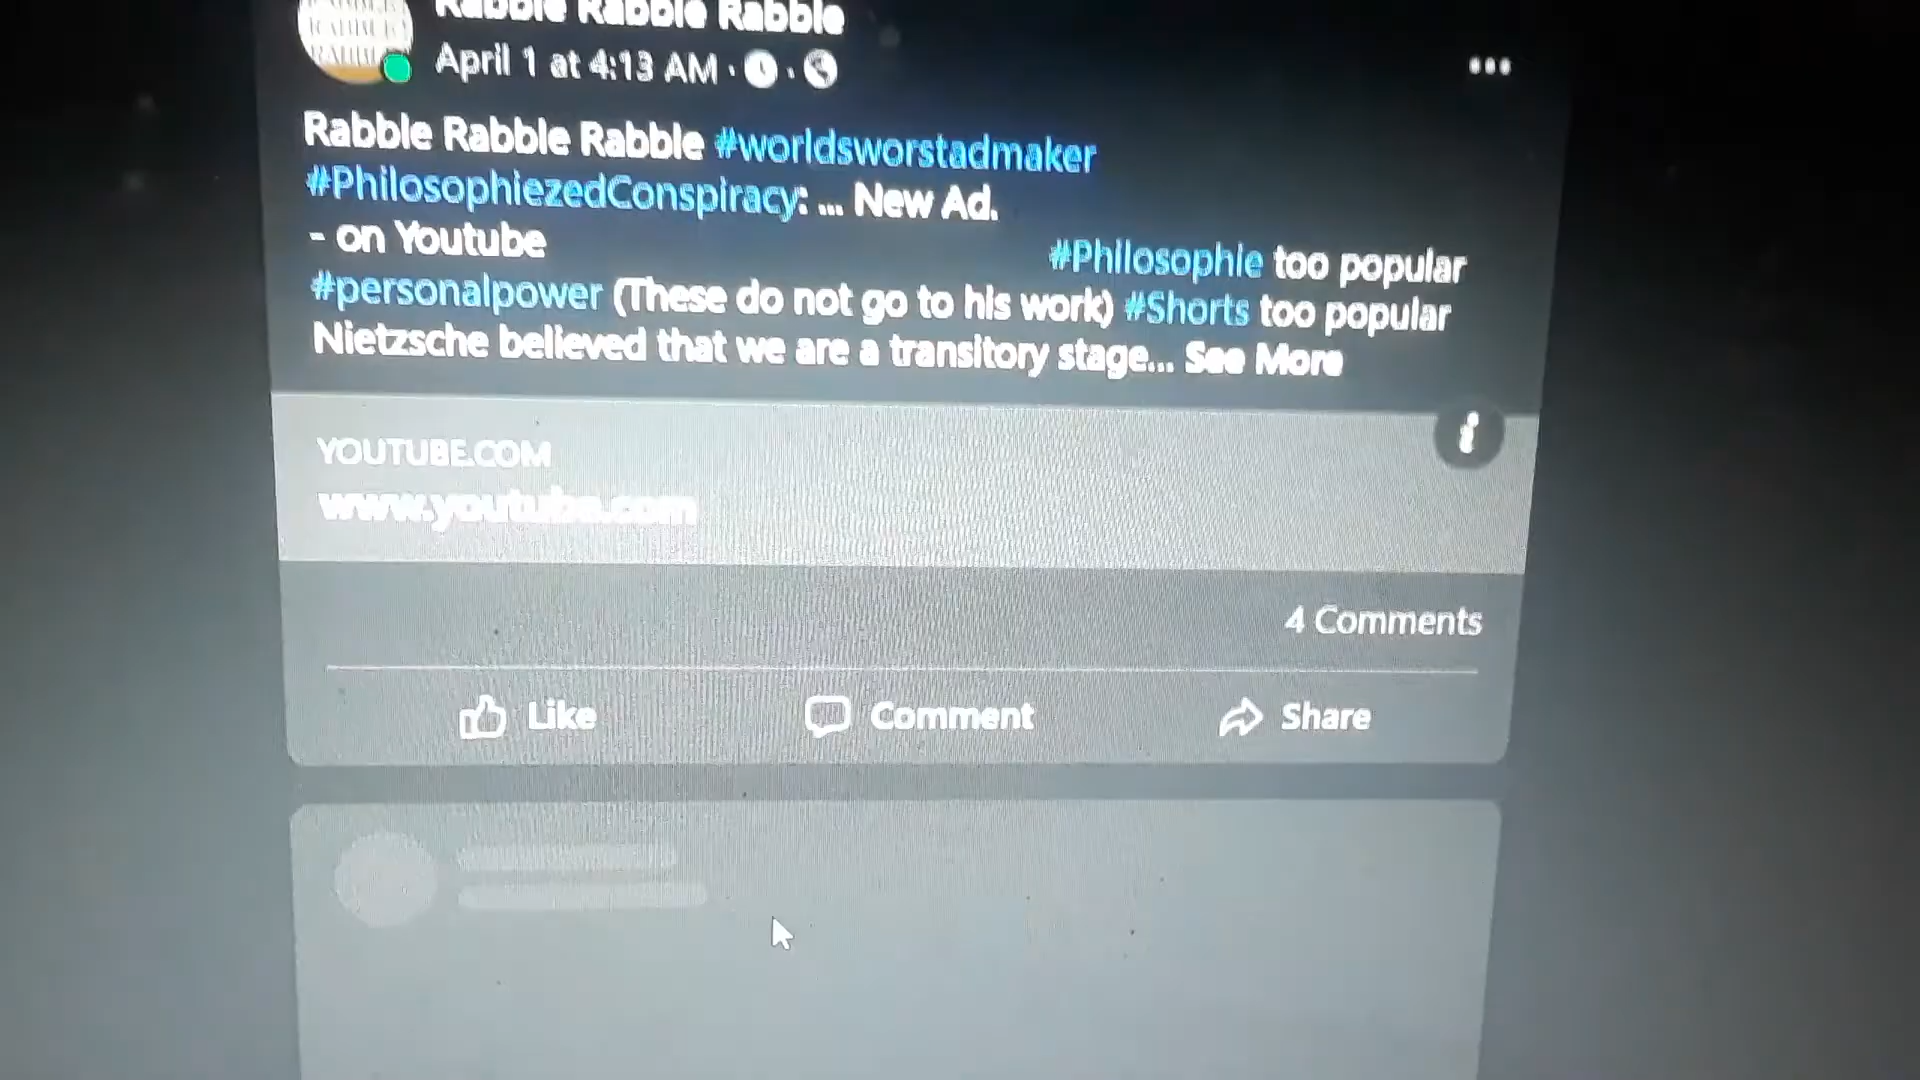 Rabble Rabble Rabble
April 1 at 4:13 AM
Rabble Rabble Rabble #worldsworstadmaker
#PhilosophiezedConspiracy: ... New Ad.
- on Youtube #Philosophie too popular
#personalpower (These do not go to his work) #Shorts too popular
Nietzsche believed that we are a transitory stage... See More
YOUTUBE.COM
www.youtube.com
4 Comments
Like Comment Share